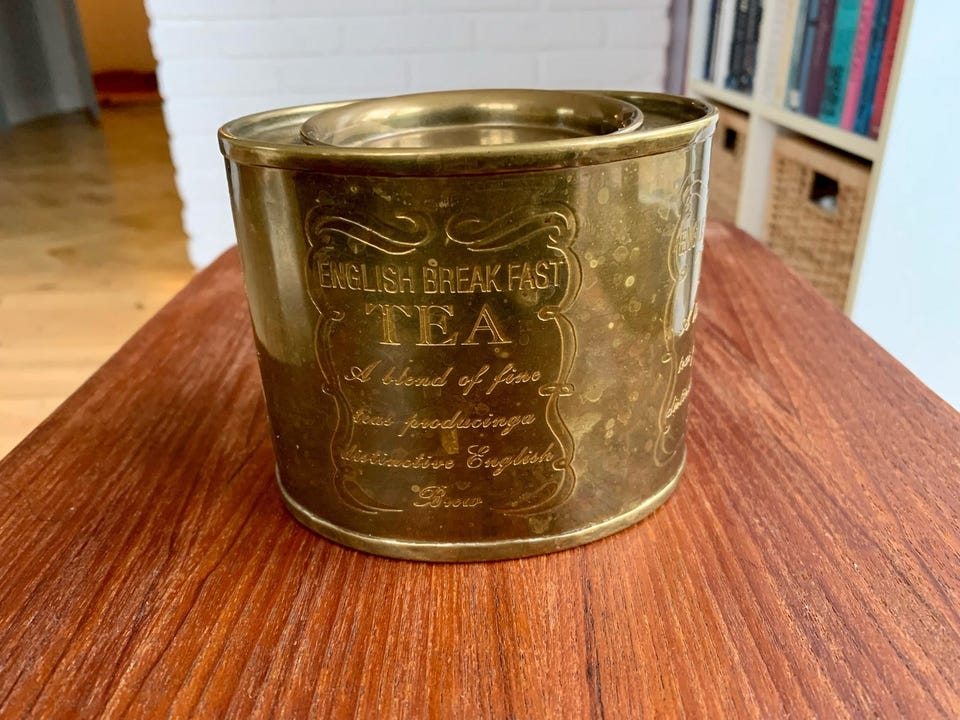 ENGLISH BREAK FAST
TEA
A blend of fine
teas producinga
distinctive English
Brew